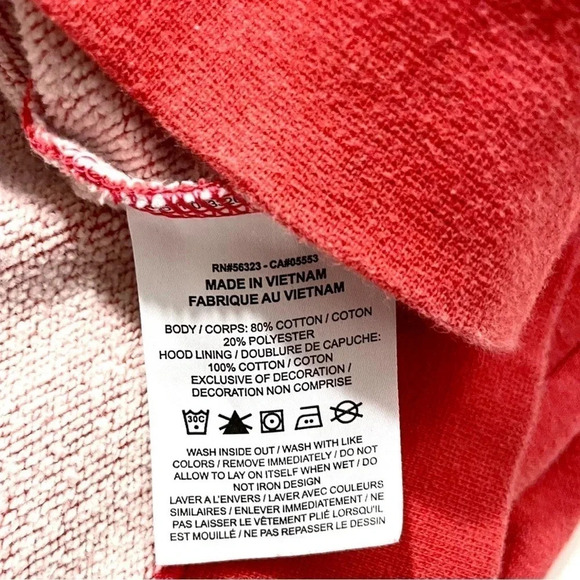 RN#56323 - CA#05553
MADE IN VIETNAM
FABRIQUE AU VIETNAM
BODY / CORPS: 80% COTTON / COTON
20% POLYESTER
HOOD LINING / DOUBLURE DE CAPUCHE:
100% COTTON / COTON
EXCLUSIVE OF DECORATION /
DECORATION NON COMPRISE
30C
WASH INSIDE OUT / WASH WITH LIKE
COLORS / REMOVE IMMEDIATELY / DO NOT
ALLOW TO LAY ON ITSELF WHEN WET / DO
NOT IRON DESIGN
LAVER A L'ENVERS / LAVER AVEC COULEURS
SIMILAIRES / ENLEVER IMMEDIATEMENT / NE
PAS LAISSER LE VÊTEMENT PLIÉ LORSQU'IL
EST MOUILLÉ / NE PAS REPASSER LE DESSIN